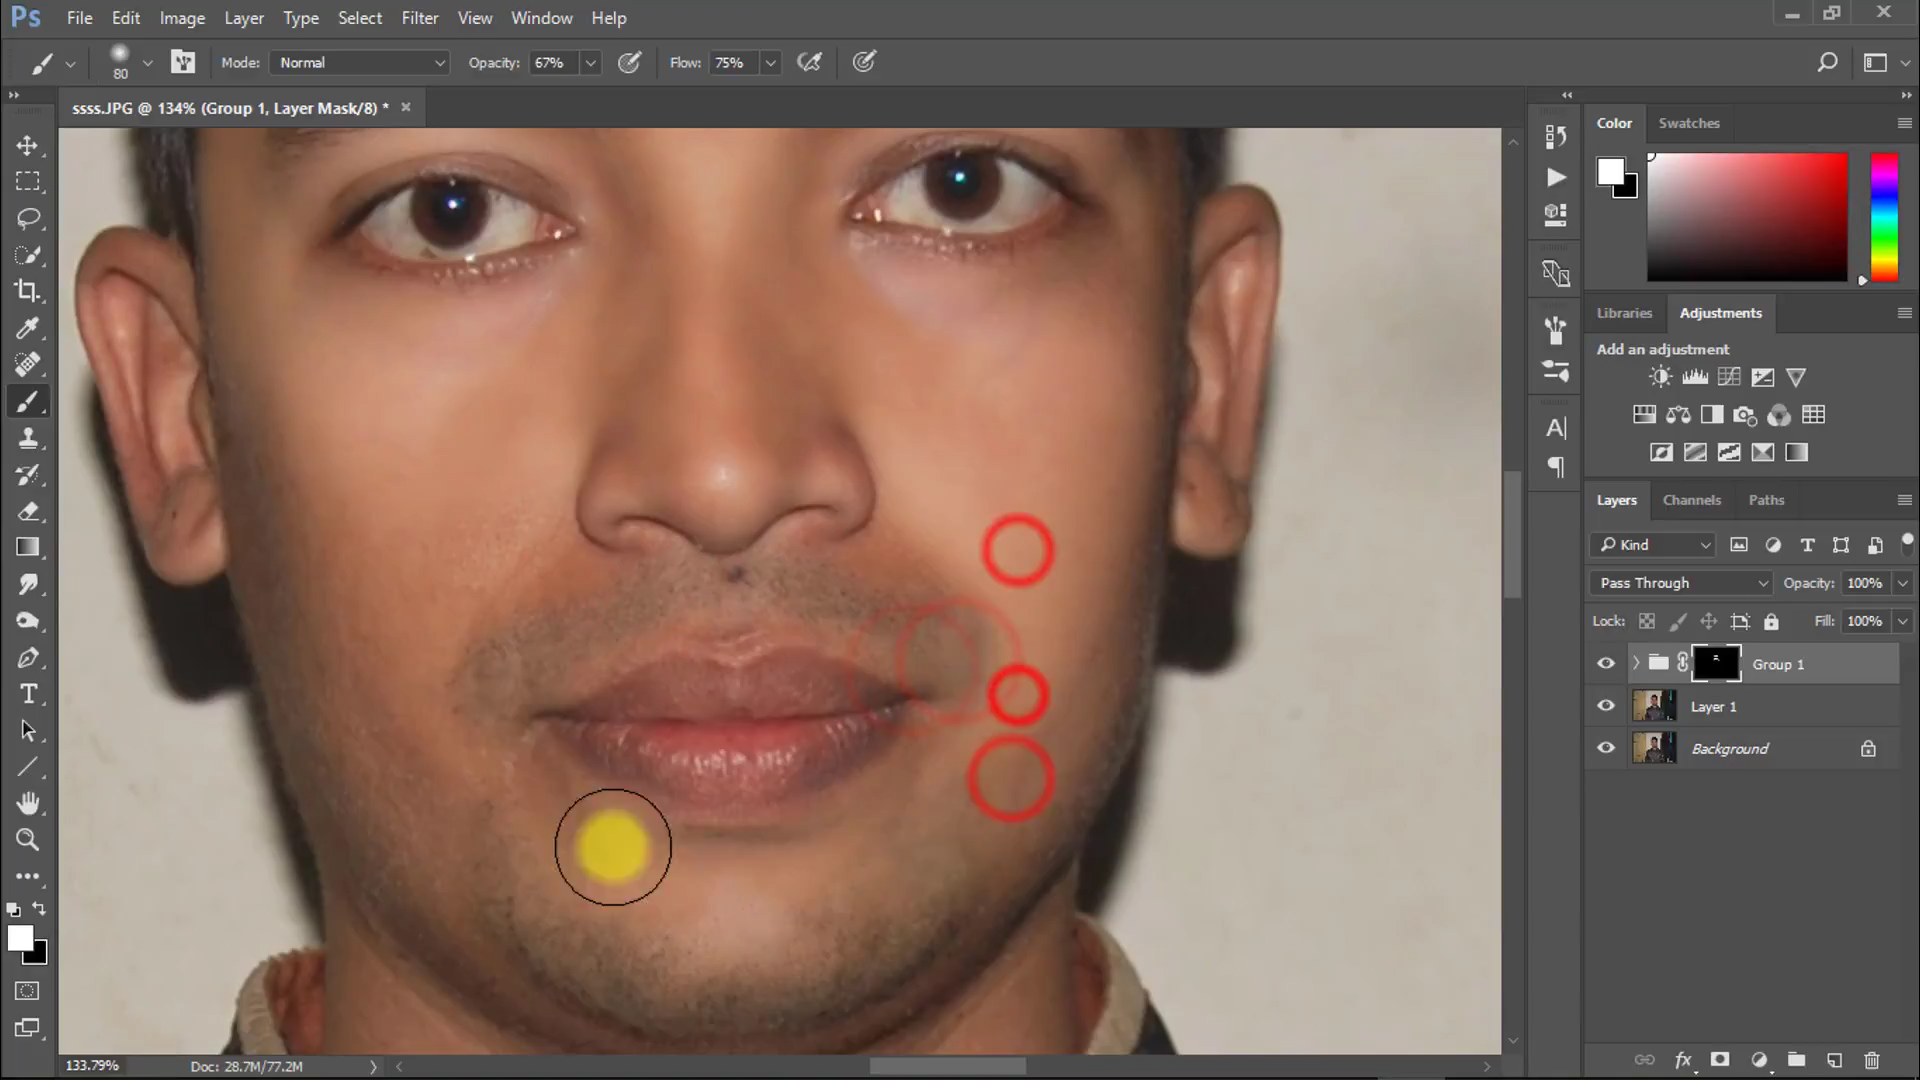 Ps File Edit Image Layer Type Select Filter View Window Help
80 Mode: Normal Opacity: 67% Flow: 75%
ssss.JPG @ 134% (Group 1, Layer Mask/8) *
Color Swatches
Libraries Adjustments
Add an adjustment
Layers Channels Paths
Kind
Pass Through Opacity: 100%
Lock: Fill: 100%
Group 1
Layer 1
Background
133.79% Doc: 28.7M/77.2M